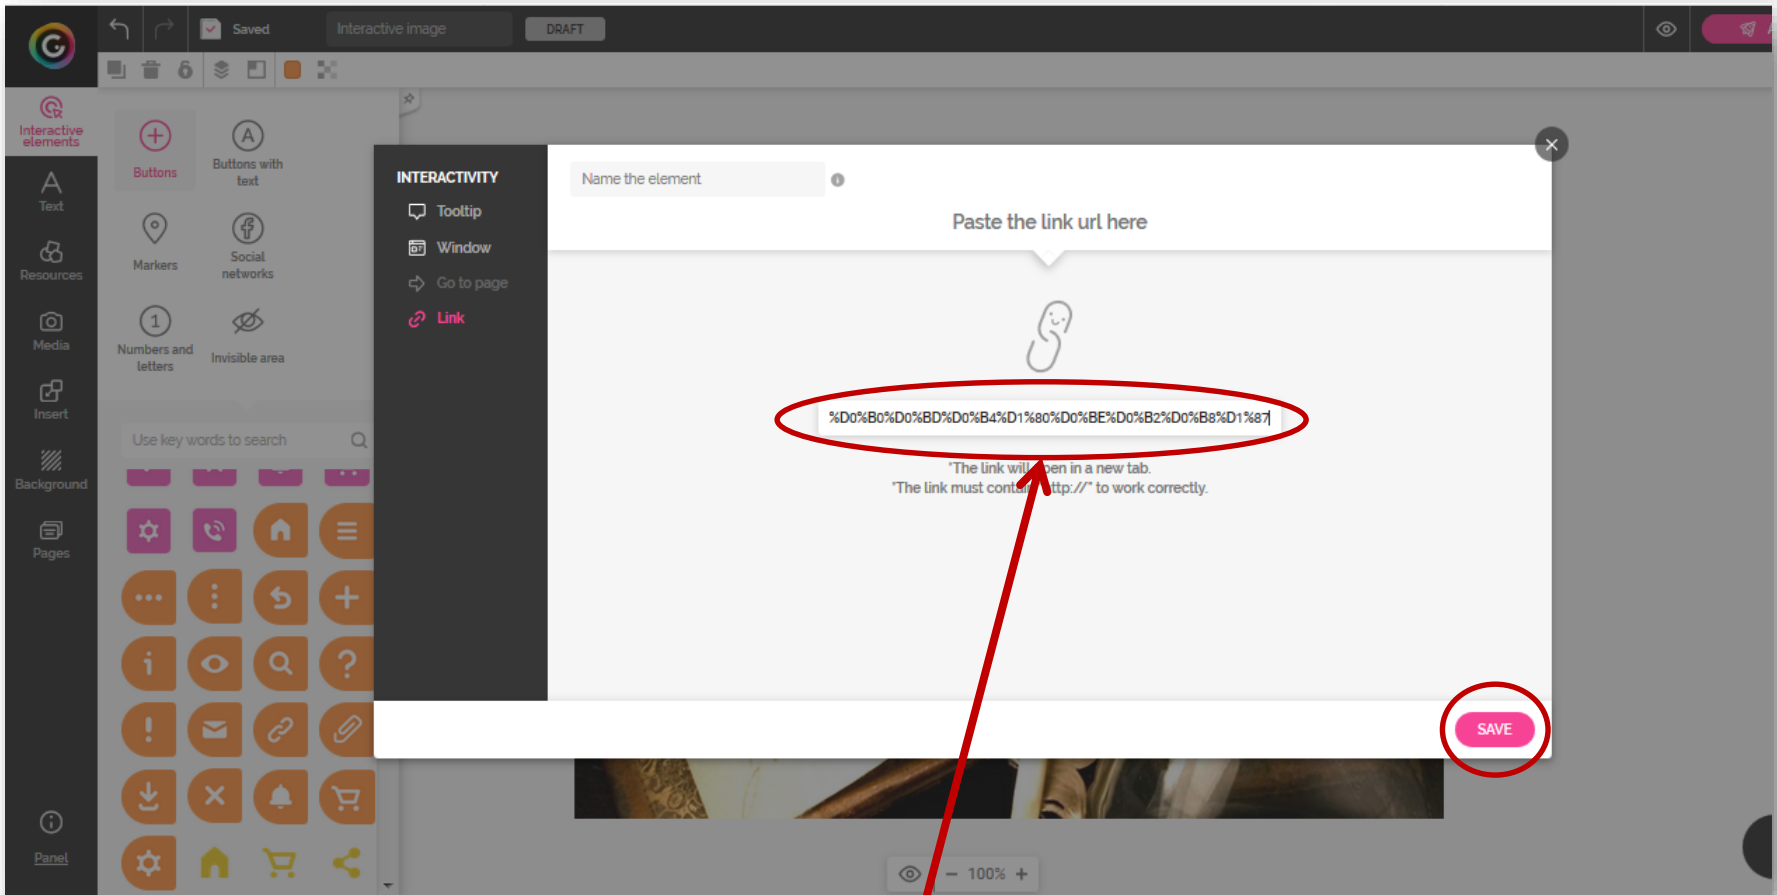 Saved
Interactive image
DRAFT
Interactive
elements
Text
Resources
Media
Insert
Background
Pages
Panel
Buttons
Buttons with
text
Markers
Social
networks
Numbers and
letters
Invisible area
Use key words to search
INTERACTIVITY
Tooltip
Window
Go to page
Link
Name the element
Paste the link url here
%D0%B0%D0%BD%D0%B4%D1%80%D0%BE%D0%B2%D0%B8%D1%87
*The link will open in a new tab.
*The link must contain "http://" to work correctly.
SAVE
100%